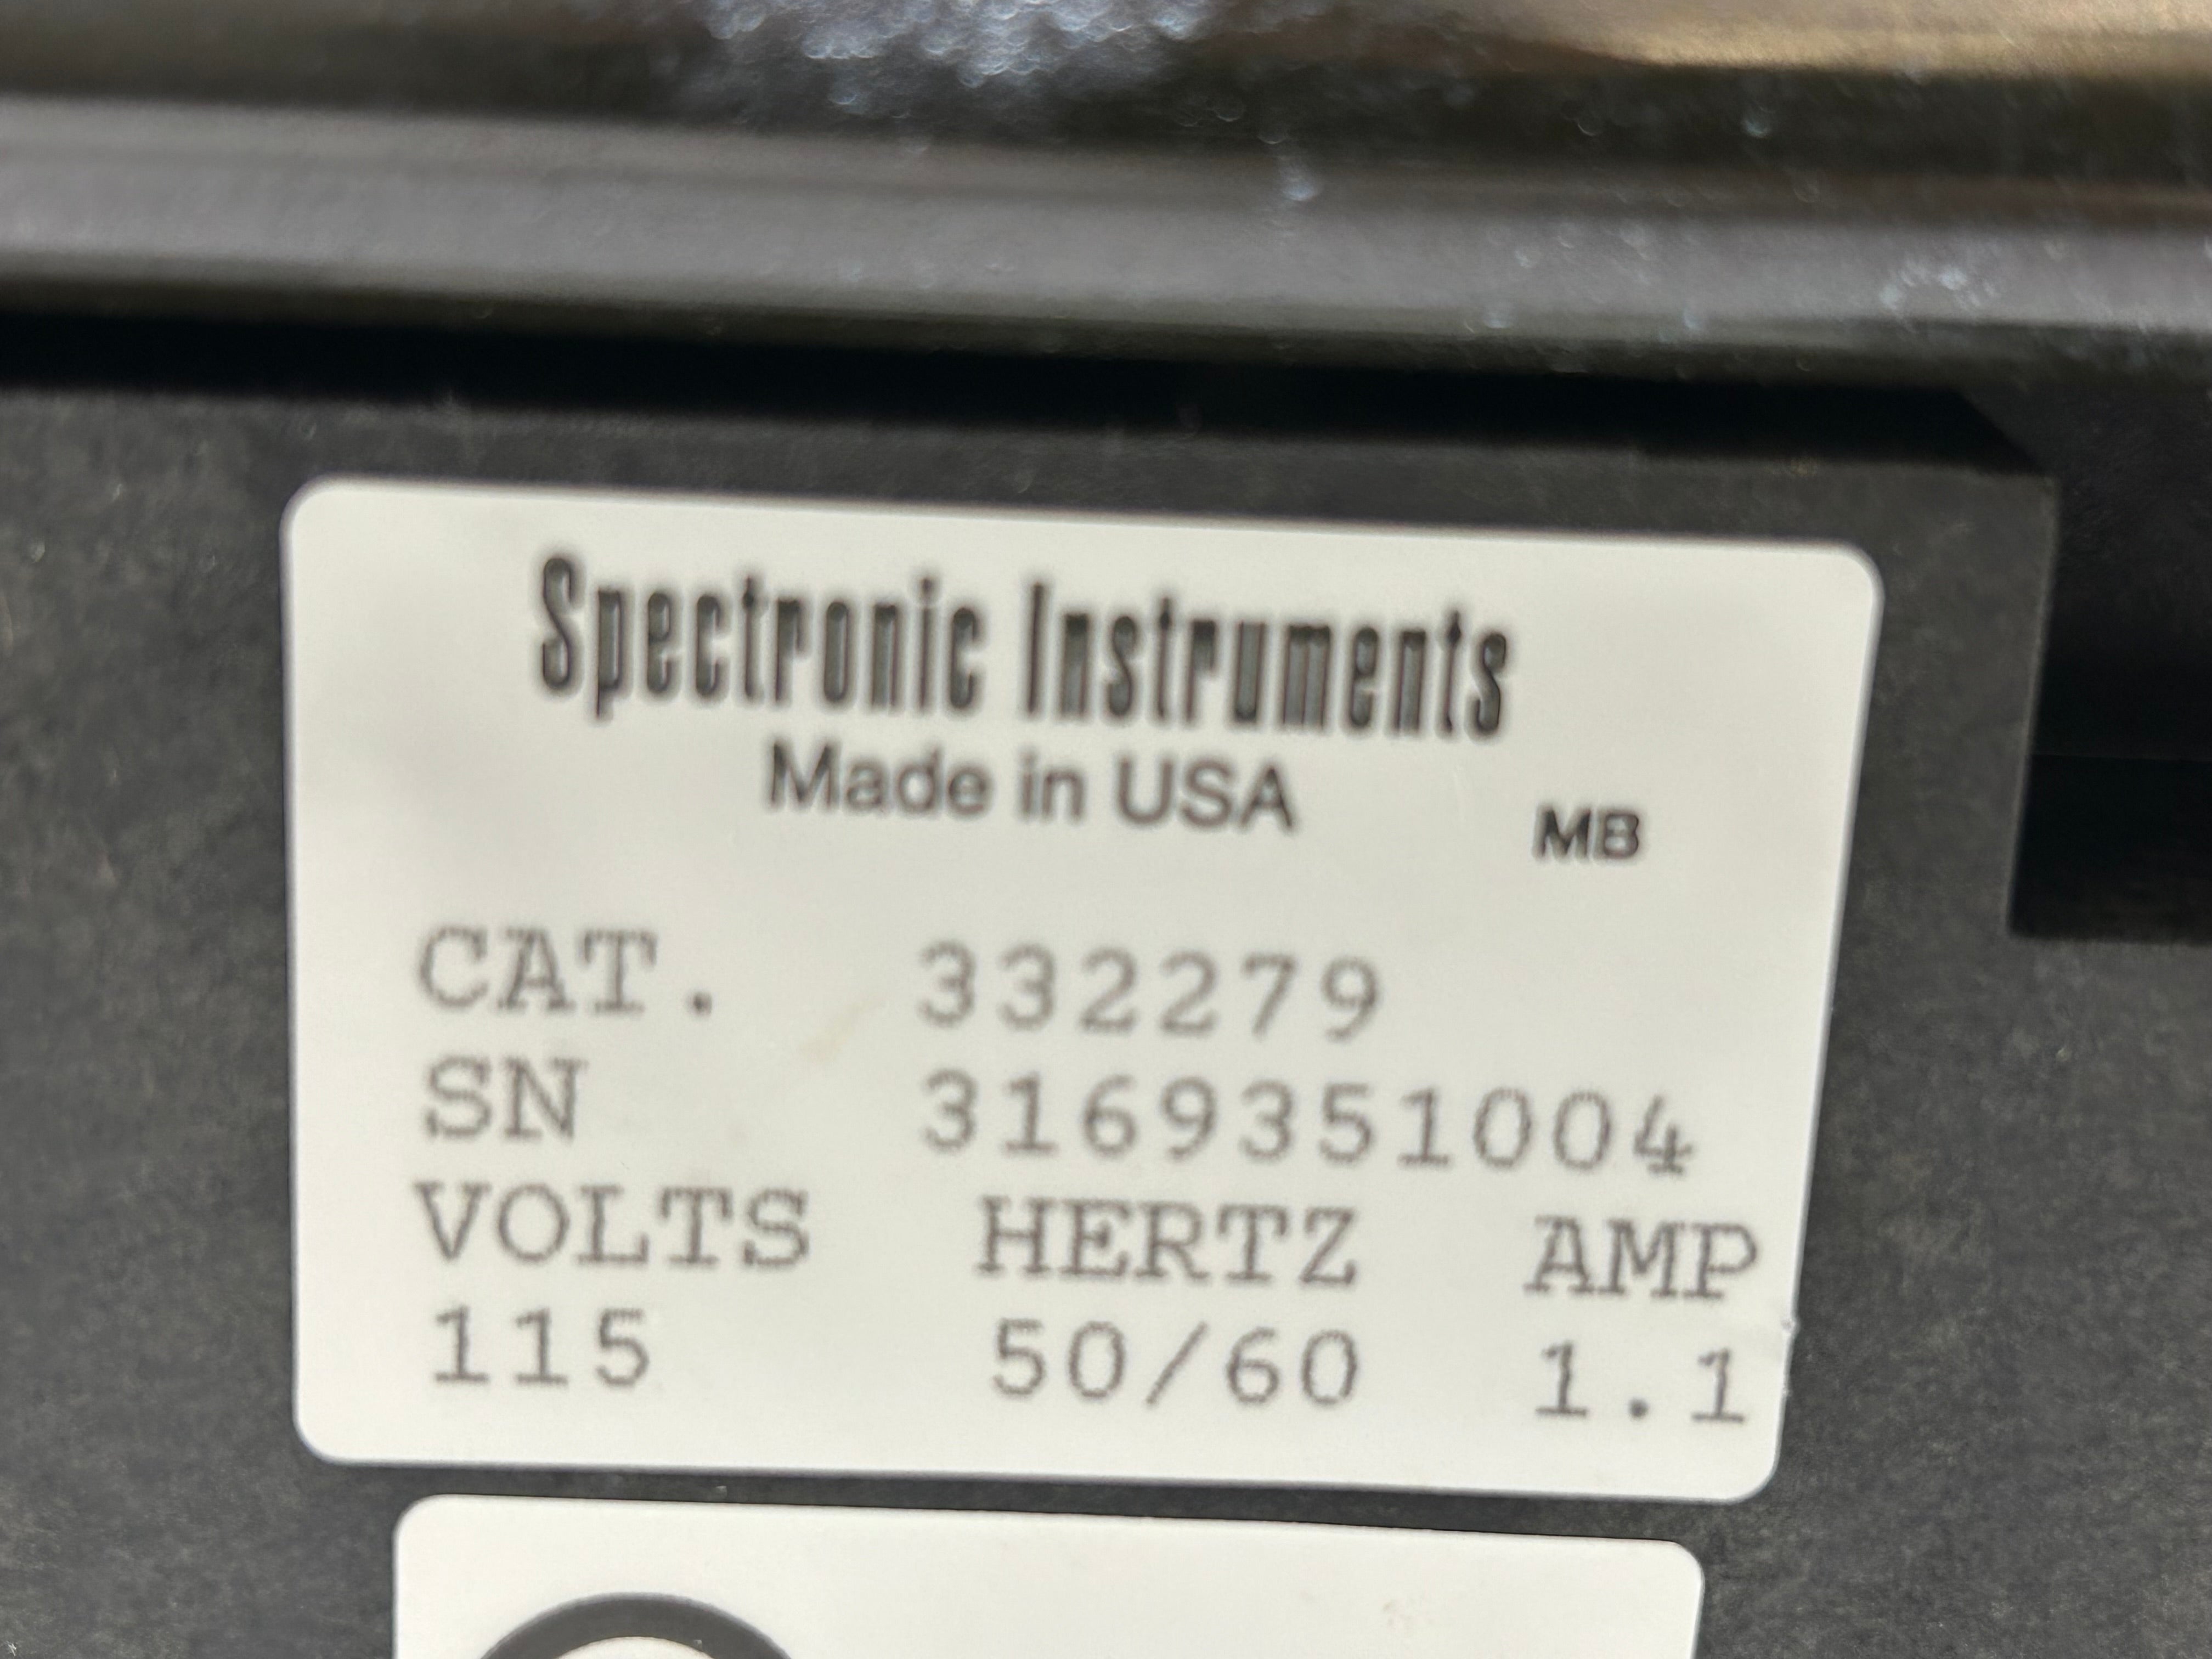 Spectronic Instruments
Made in USA
MB
CAT. 332279
SN 3169351004
VOLTS HERTZ AMP
115 50/60 1.1